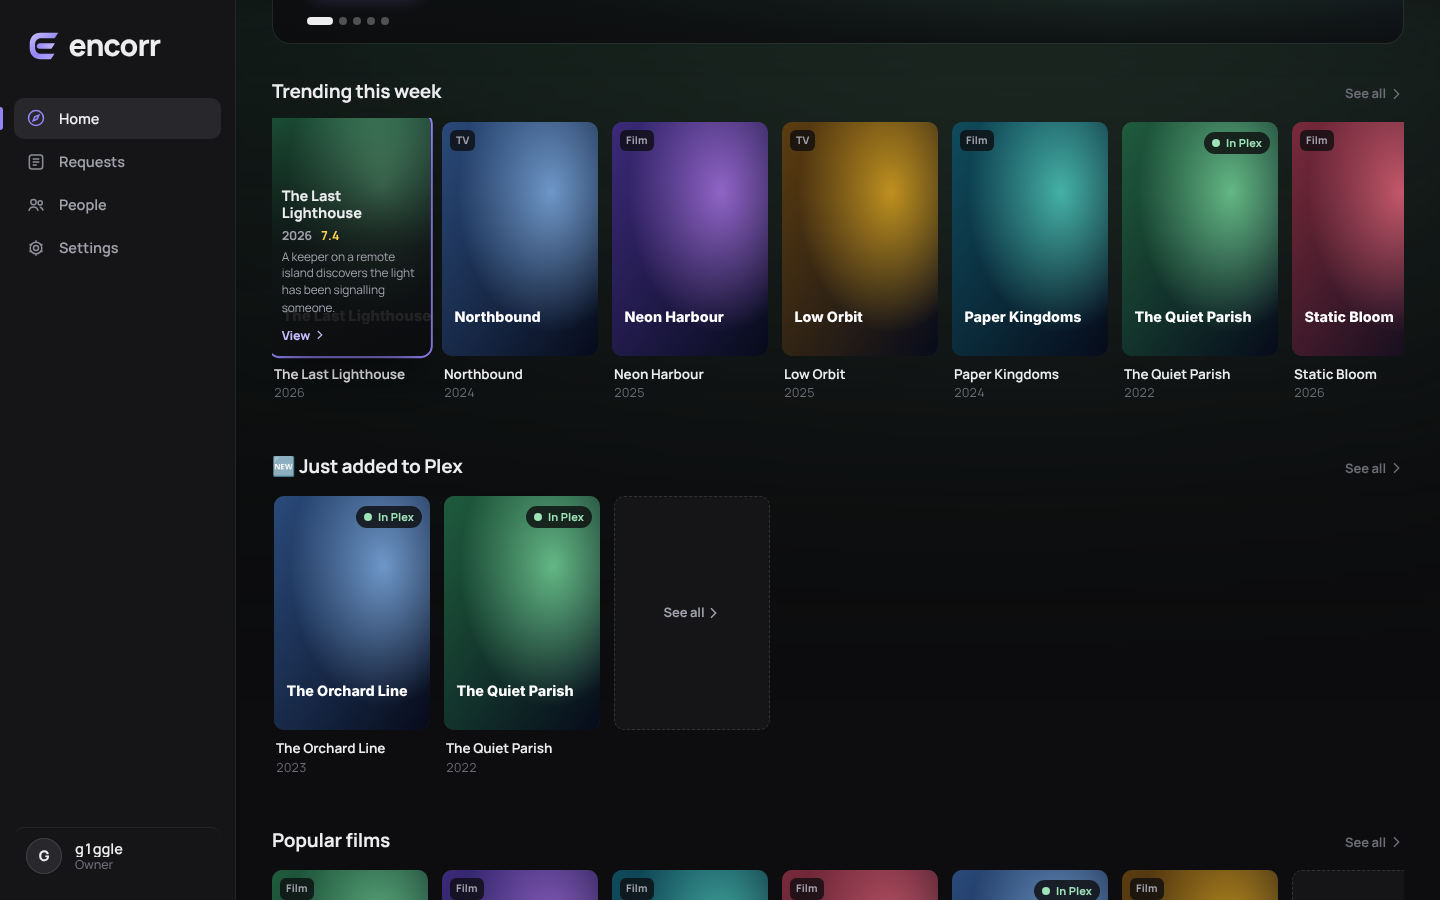 encorr
Home
Requests
People
Settings
g1ggle
G
Owner
Trending this week
See all
The Last
Lighthouse
2026 7.4
A keeper on a remote
island discovers the light
has been signalling
someone.
The Last Lighthouse
View
The Last Lighthouse
2026
TV
Northbound
Northbound
2024
Film
Neon Harbour
Neon Harbour
2025
TV
Low Orbit
Low Orbit
2025
Film
Paper Kingdoms
Paper Kingdoms
2024
In Plex
The Quiet Parish
The Quiet Parish
2022
Film
Static Bloom
Static Bloom
2026
NEW Just added to Plex
See all
In Plex
The Orchard Line
The Orchard Line
2023
In Plex
The Quiet Parish
The Quiet Parish
2022
See all
Popular films
See all
Film
Film
Film
Film
In Plex
Film